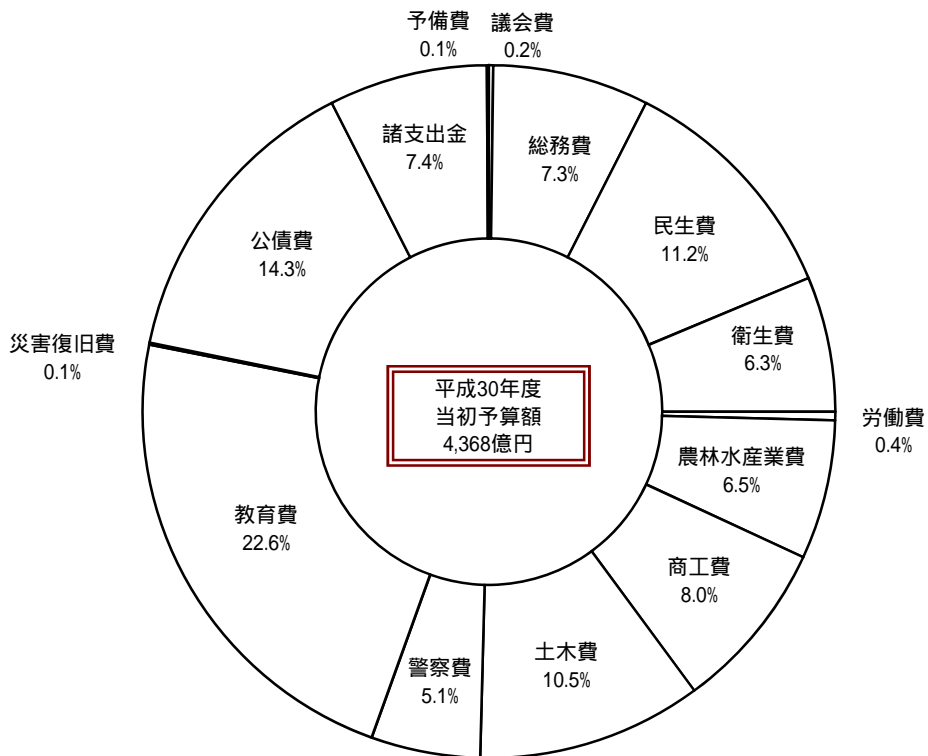 予備費
0.1%
議会費
0.2%
総務費
7.3%
民生費
11.2%
衛生費
6.3%
労働費
0.4%
農林水産業費
6.5%
商工費
8.0%
土木費
10.5%
警察費
5.1%
教育費
22.6%
災害復旧費
0.1%
公債費
14.3%
諸支出金
7.4%
平成30年度
当初予算額
4,368億円